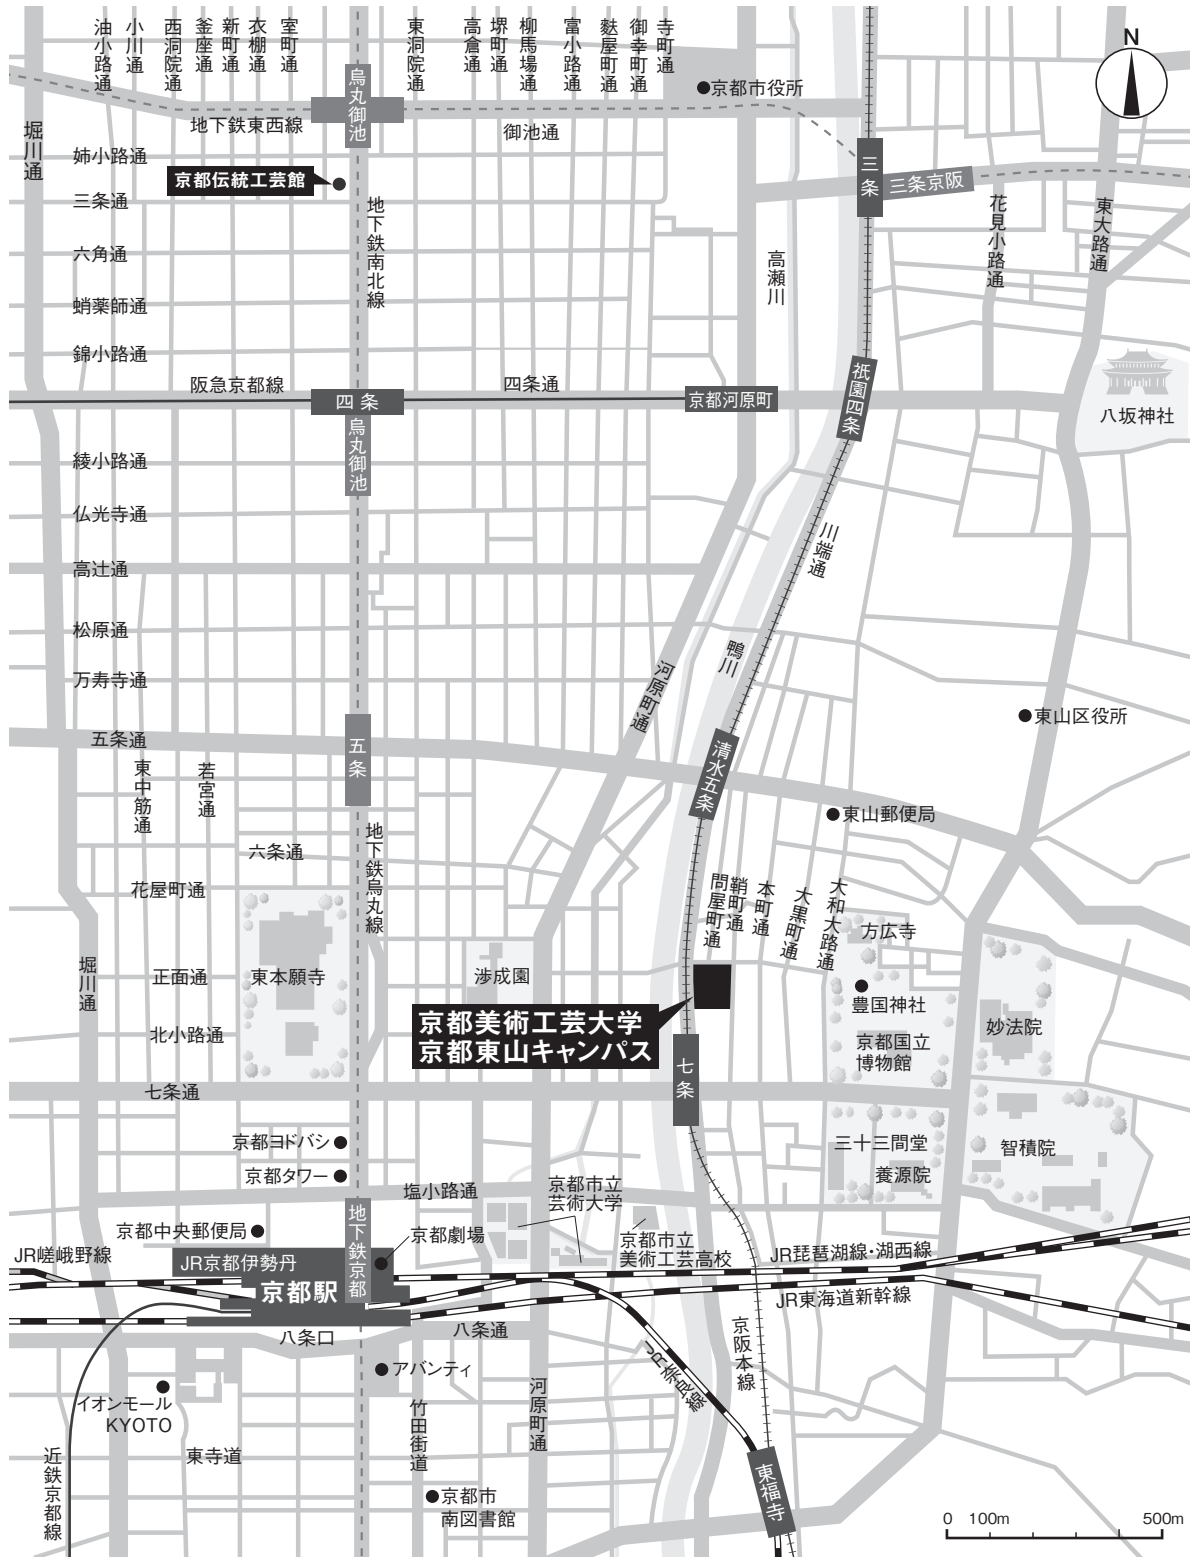 油小路通
小川通
西洞院通
釜座通
新町通
衣棚通
室町通
東洞院通
高倉通
堺町通
柳馬場通
富小路通
麩屋町通
御幸町通
寺町通
N
烏丸御池
京都市役所
堀川通
地下鉄東西線
御池通
姉小路通
京都伝統工芸館
三条
三条京阪
三条通
地下鉄南北線
花見小路通
東大路通
六角通
高瀬川
蛸薬師通
錦小路通
阪急京都線
四条通
四条
京都河原町
祇園四条
八坂神社
烏丸御池
綾小路通
仏光寺通
川端通
高辻通
松原通
鴨川
河原町通
万寿寺通
東山区役所
五条通
五条
清水五条
東中筋通
若宮通
東山郵便局
地下鉄烏丸線
六条通
花屋町通
問屋町通
鞘町通
本町通
大黒町通
大和大路通
方広寺
堀川通
正面通
東本願寺
渉成園
豊国神社
京都美術工芸大学
京都東山キャンパス
妙法院
北小路通
京都国立
博物館
七条
七条通
京都ヨドバシ
三十三間堂
智積院
京都タワー
養源院
塩小路通
京都市立
芸術大学
地下鉄京都
京都中央郵便局
京都劇場
京都市立
美術工芸高校
JR嵯峨野線
JR京都伊勢丹
JR琵琶湖線・湖西線
京都駅
JR東海道新幹線
八条口
八条通
京阪本線
JR奈良線
アバンティ
イオンモール
KYOTO
竹田街道
河原町通
近鉄京都線
東寺道
東福寺
京都市
南図書館
0 100m 500m